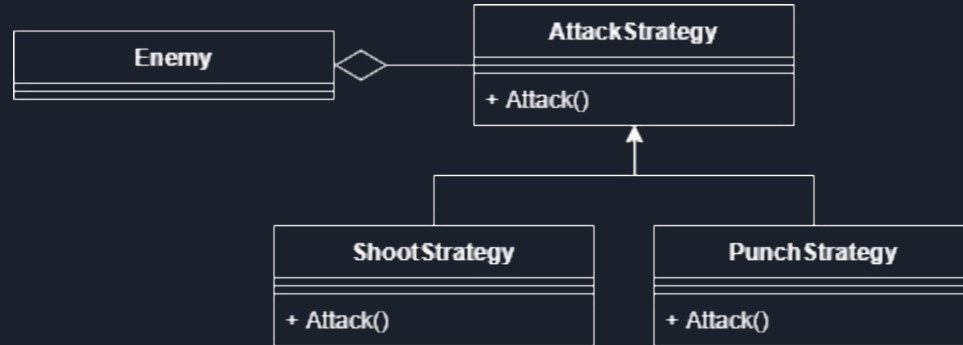 Enemy
AttackStrategy
+ Attack()
ShootStrategy
+ Attack()
PunchStrategy
+ Attack()